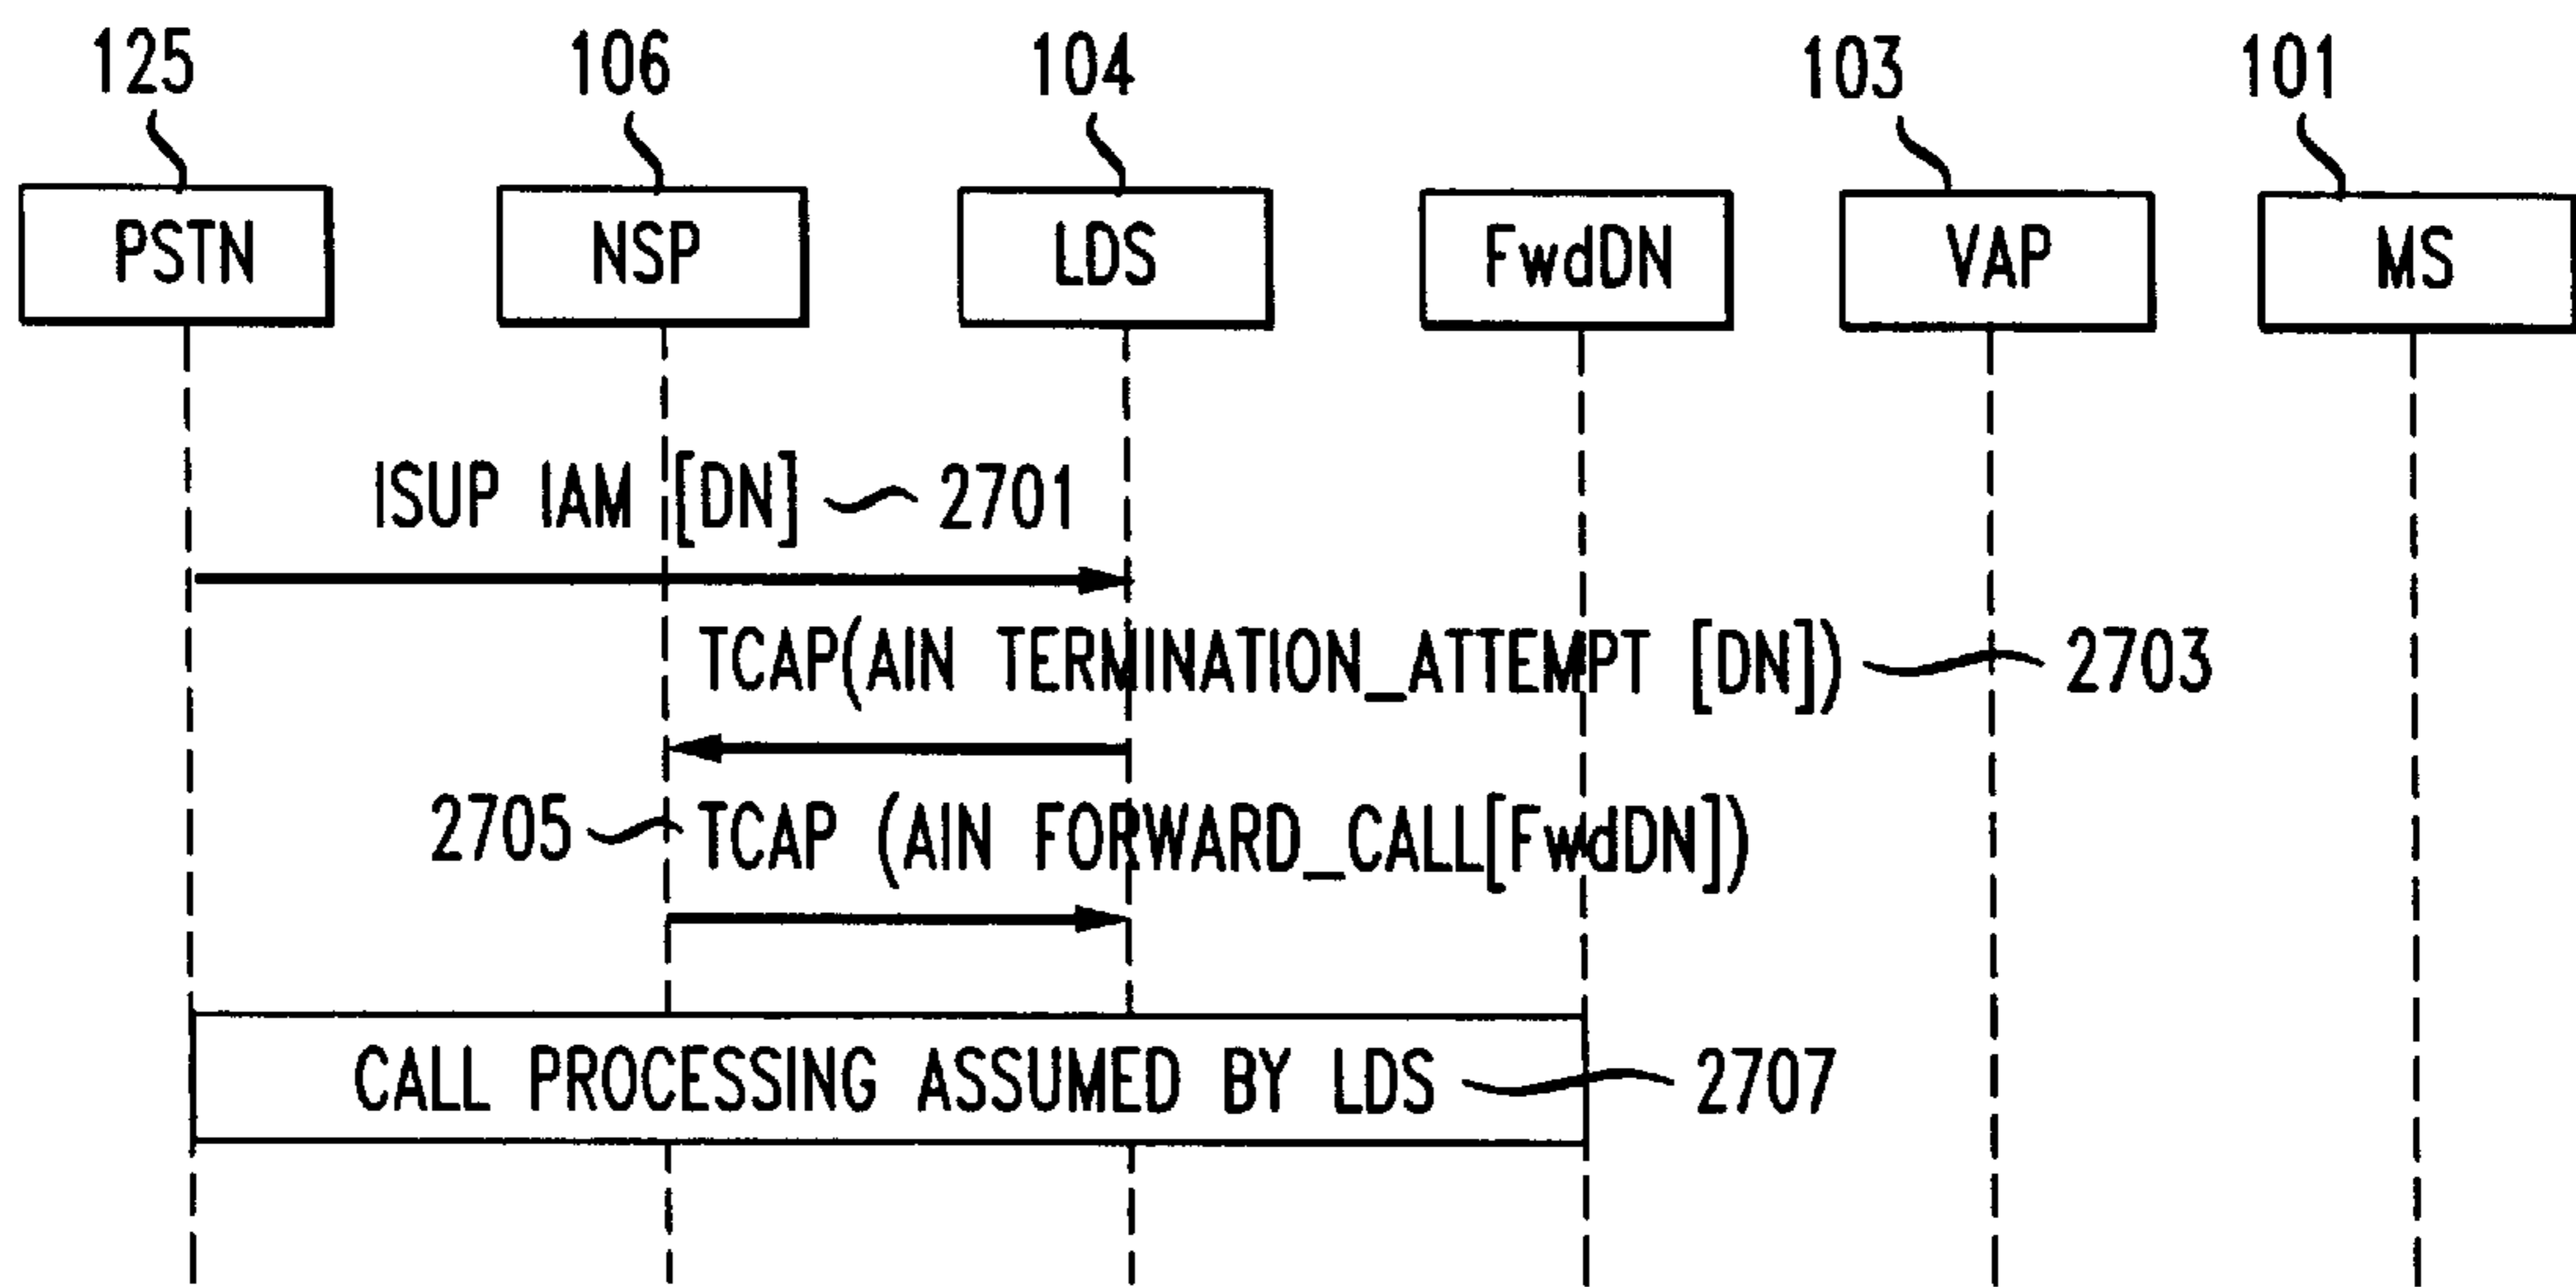 125 106 104 103 101
PSTN NSP LDS FwdDN VAP MS
ISUP IAM [DN] 2701
TCAP(AIN TERMINATION_ATTEMPT [DN]) 2703
2705 TCAP (AIN FORWARD_CALL[FwdDN])
CALL PROCESSING ASSUMED BY LDS 2707